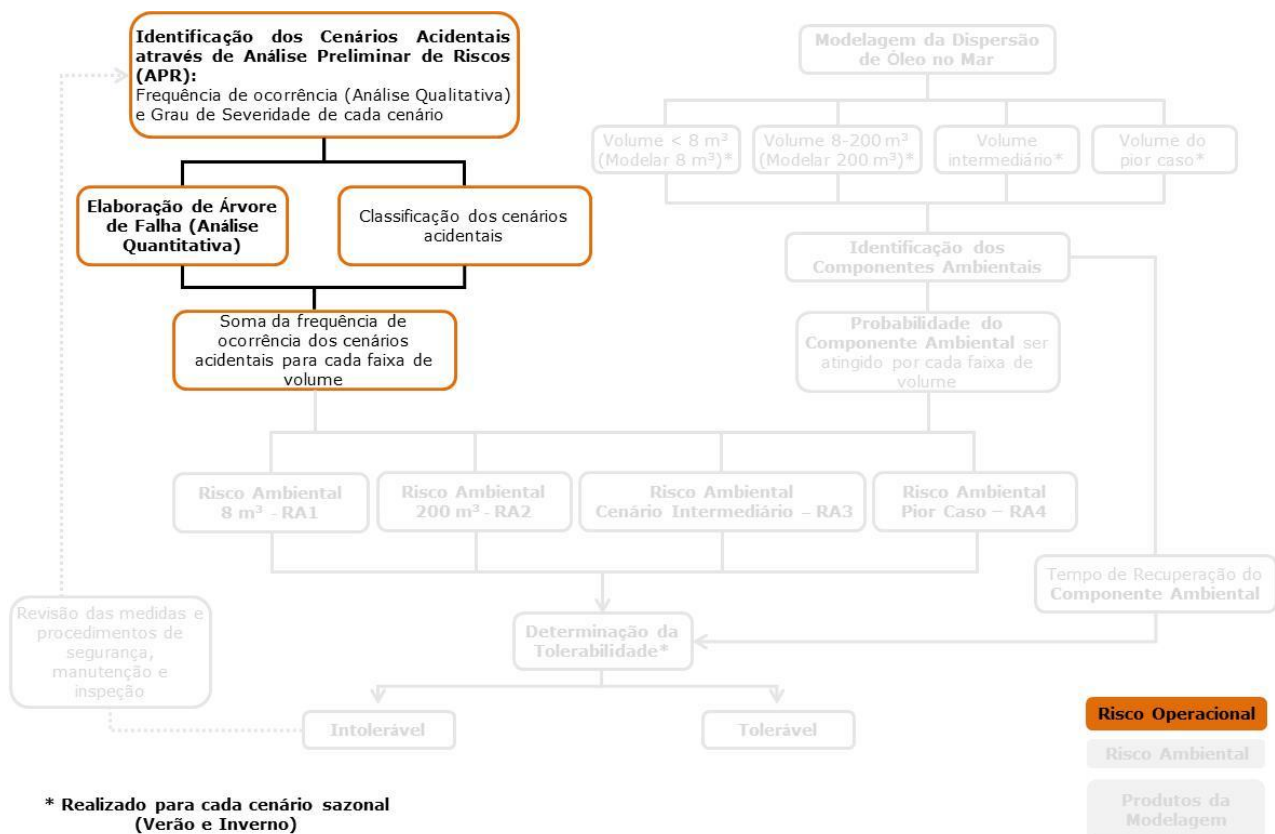 Identificação dos Cenários Acidentais
através de Análise Preliminar de Riscos
(APR):
Frequência de ocorrência (Análise Qualitativa)
e Grau de Severidade de cada cenário
Elaboração de Árvore
de Falha (Análise
Quantitativa)
Classificação dos cenários
acidentais
Soma da frequência de
ocorrência dos cenários
acidentais para cada faixa de
volume
Modelagem da Dispersão
de Óleo no Mar
Volume < 8 m³
(Modelar 8 m³)*
Volume 8-200 m³
(Modelar 200 m³)*
Volume
intermediário*
Volume do
pior caso*
Identificação dos
Componentes Ambientais
Probabilidade do
Componente Ambiental ser
atingido por cada faixa de
volume
Risco Ambiental
8 m³ - RA1
Risco Ambiental
200 m³ - RA2
Risco Ambiental
Cenário Intermediário – RA3
Risco Ambiental
Pior Caso – RA4
Tempo de Recuperação do
Componente Ambiental
Revisão das medidas e
procedimentos de
segurança,
manutenção e
inspeção
Determinação da
Tolerabilidade*
Intolerável
Tolerável
Risco Operacional
Risco Ambiental
Produtos da
Modelagem
* Realizado para cada cenário sazonal
(Verão e Inverno)